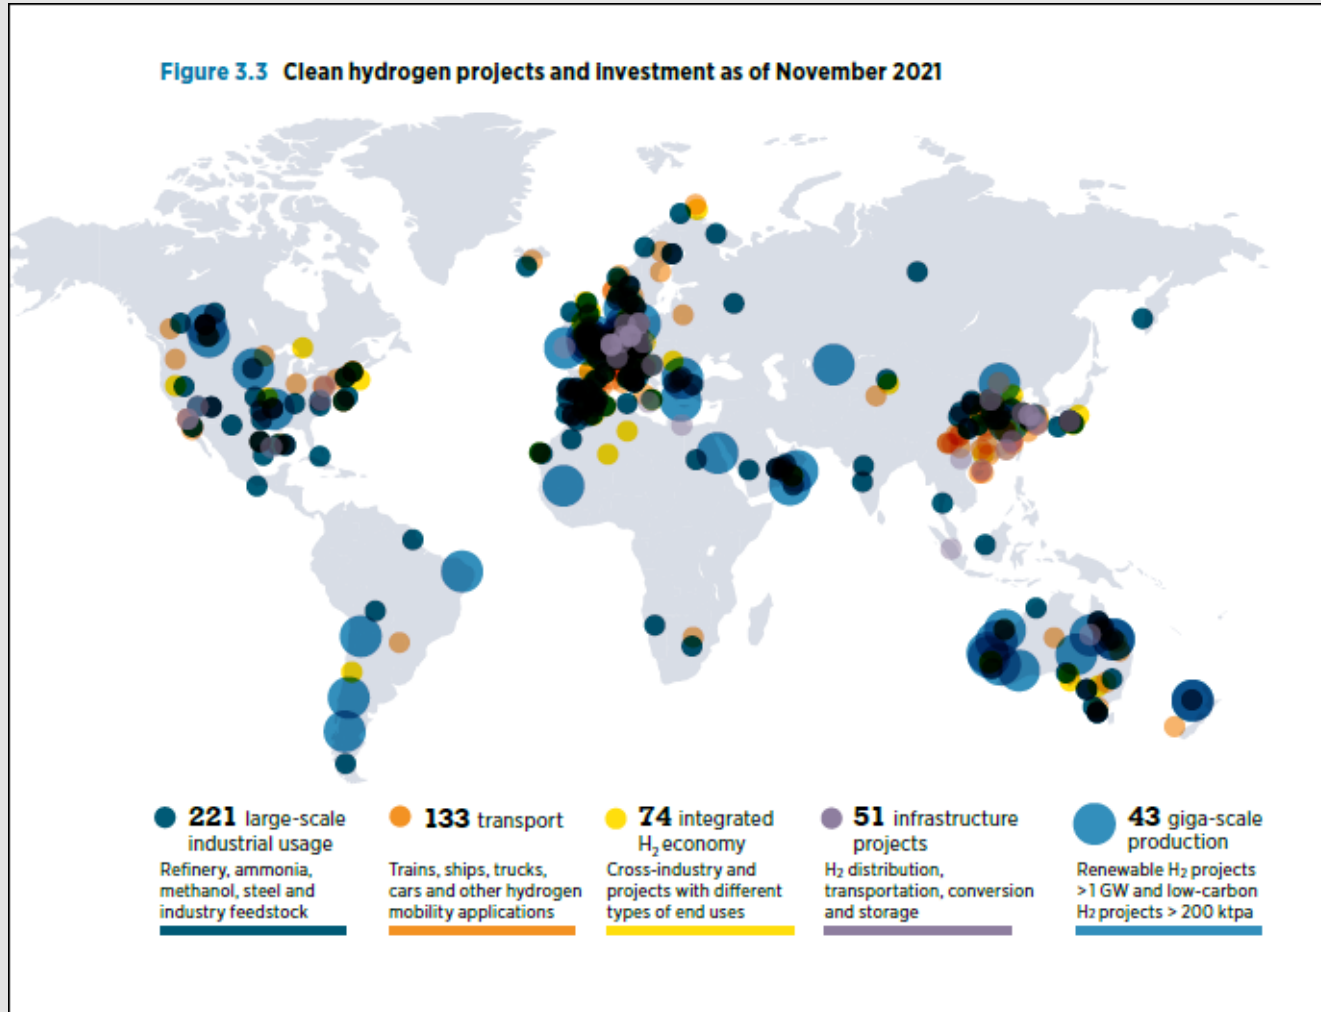 Figure 3.3 Clean hydrogen projects and investment as of November 2021
221 large-scale
industrial usage
Refinery, ammonia,
methanol, steel and
industry feedstock
133 transport
Trains, ships, trucks,
cars and other hydrogen
mobility applications
74 integrated
H₂ economy
Cross-industry and
projects with different
types of end uses
51 infrastructure
projects
H₂ distribution,
transportation, conversion
and storage
43 giga-scale
production
Renewable H₂ projects
>1 GW and low-carbon
H₂ projects > 200 ktpa